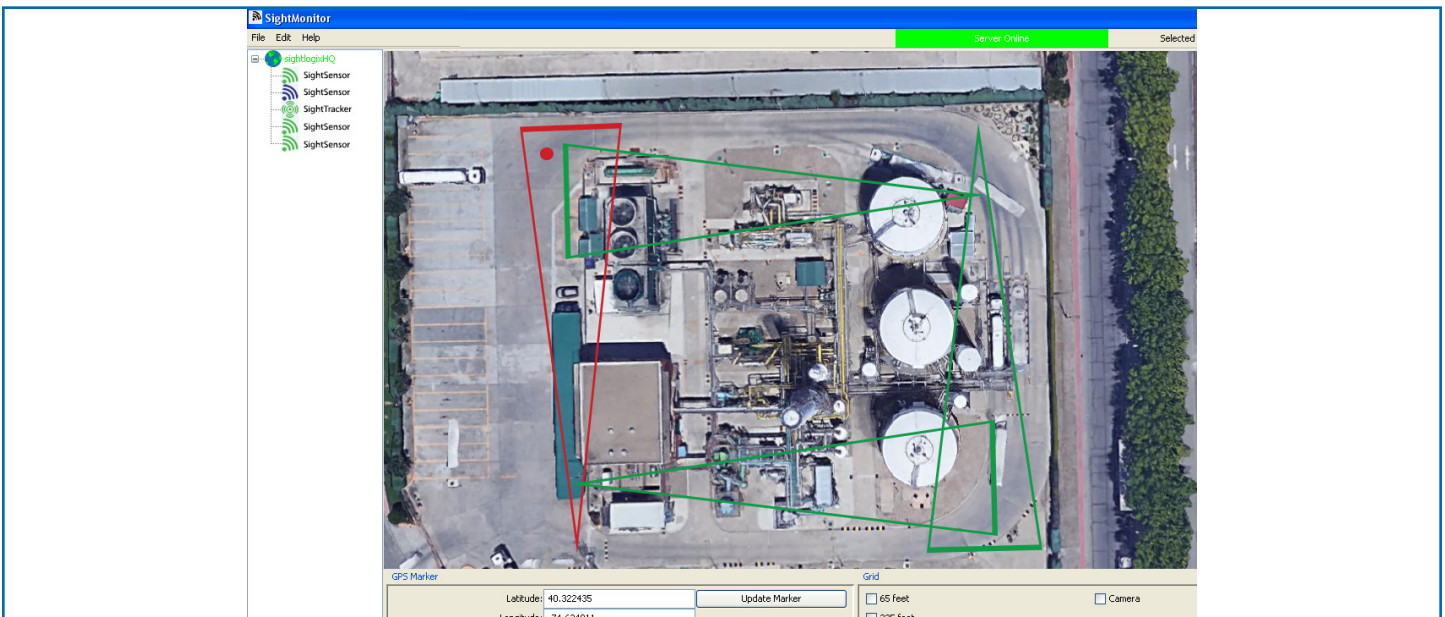 SightMonitor
File Edit Help
Server Online
Selected
sightlogixHQ
SightSensor
SightSensor
SightTracker
SightSensor
SightSensor
GPS Marker
Grid
Latitude: 40.322435
Update Marker
65 feet
Camera